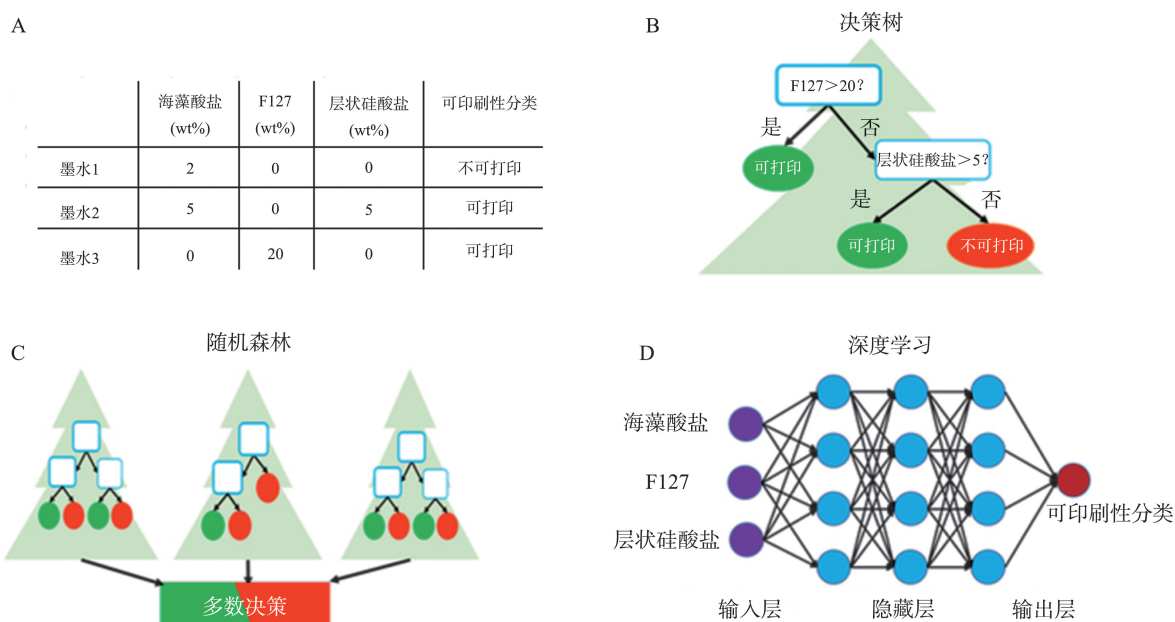 A
海藻酸盐 F127 层状硅酸盐 可印刷性分类
(wt%) (wt%) (wt%)
墨水1 2 0 0 不可打印
墨水2 5 0 5 可打印
墨水3 0 20 0 可打印
B
决策树
F127>20?
是 否
可打印 层状硅酸盐>5?
是 否
可打印 不可打印
C
随机森林
多数决策
D
深度学习
海藻酸盐
F127
层状硅酸盐
可印刷性分类
输入层 隐藏层 输出层